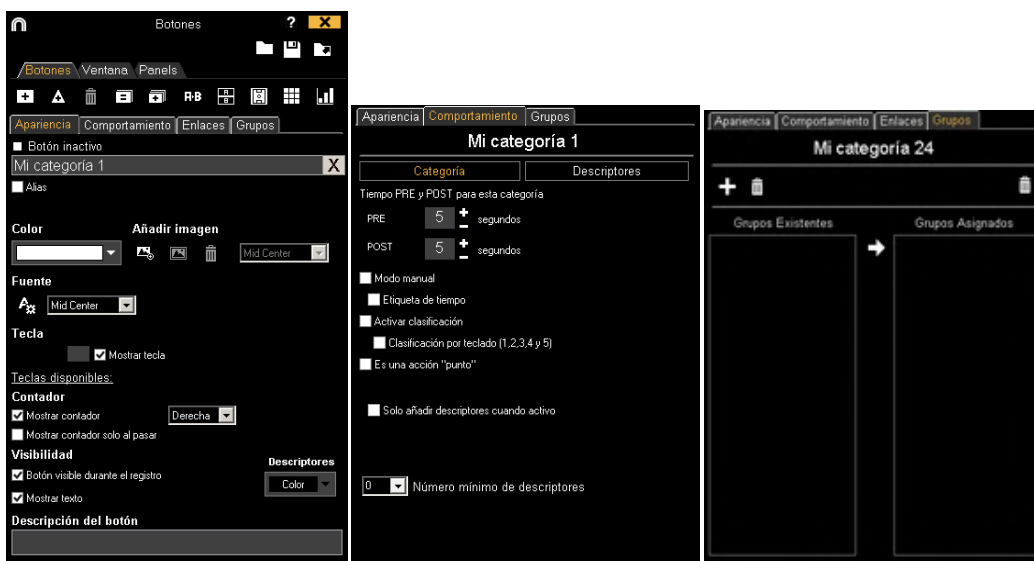 Botones ? X
Botones Ventana Panels
A·B
Apariencia Comportamiento Enlaces Grupos
Botón inactivo
Mi categoría 1 X
Alias
Color Añadir imagen
Mid Center
Fuente
Mid Center
Tecla
Mostrar tecla
Teclas disponibles:
Contador
Mostrar contador Derecha
Mostrar contador solo al pasar
Visibilidad
Descriptores
Botón visible durante el registro
Color
Mostrar texto
Descripción del botón
Apariencia Comportamiento Grupos
Mi categoría 1
Categoría Descriptores
Tiempo PRE y POST para esta categoría
PRE 5 segundos
POST 5 segundos
Modo manual
Etiqueta de tiempo
Activar clasificación
Clasificación por teclado (1,2,3,4 y 5)
Es una acción "punto"
Solo añadir descriptores cuando activo
0 Número mínimo de descriptores
Apariencia Comportamiento Enlaces Grupos
Mi categoría 24
Grupos Existentes Grupos Asignados